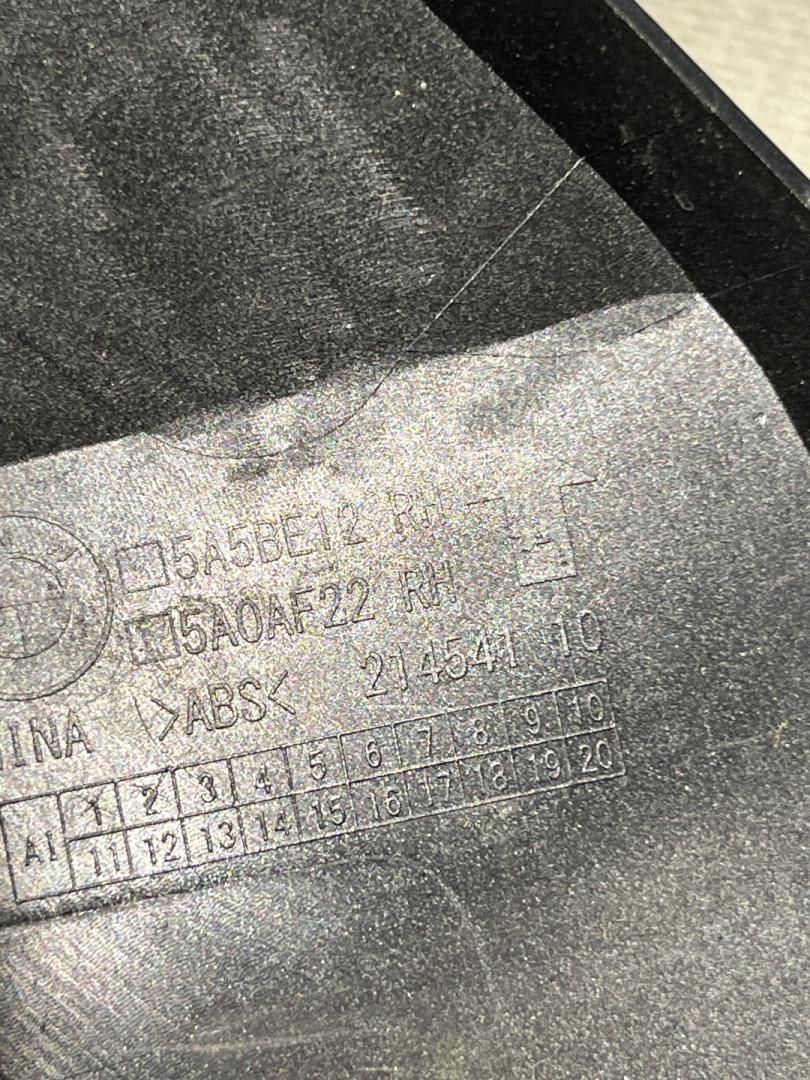 5A5BE12 RH
5A0AF22 RH
>ABS< 214541 10
INA
A1 1 2 3 4 5 6 7 8 9 10
11 12 13 14 15 16 17 18 19 20